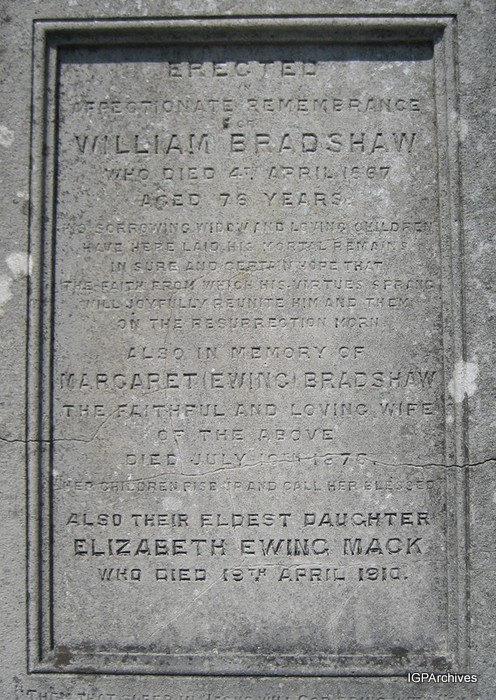 ERECTED
IN
AFFECTIONATE REMEMBRANCE
OF
WILLIAM BRADSHAW
WHO DIED 4TH APRIL 1867
AGED 76 YEARS.
HIS SORROWING WIDOW AND LOVING CHILDREN
HAVE HERE LAID HIS MORTAL REMAINS
IN SURE AND CERTAIN HOPE THAT
THE FAITH FROM WHICH HIS VIRTUES SPRANG
WILL JOYFULLY REUNITE HIM AND THEM
ON THE RESURRECTION MORN
ALSO IN MEMORY OF
MARGARET (EWING) BRADSHAW
THE FAITHFUL AND LOVING WIFE
OF THE ABOVE
DIED JULY 1876.
HER CHILDREN RISE UP AND CALL HER BLESSED
ALSO THEIR ELDEST DAUGHTER
ELIZABETH EWING MACK
WHO DIED 19TH APRIL 1910.
IGPArchives